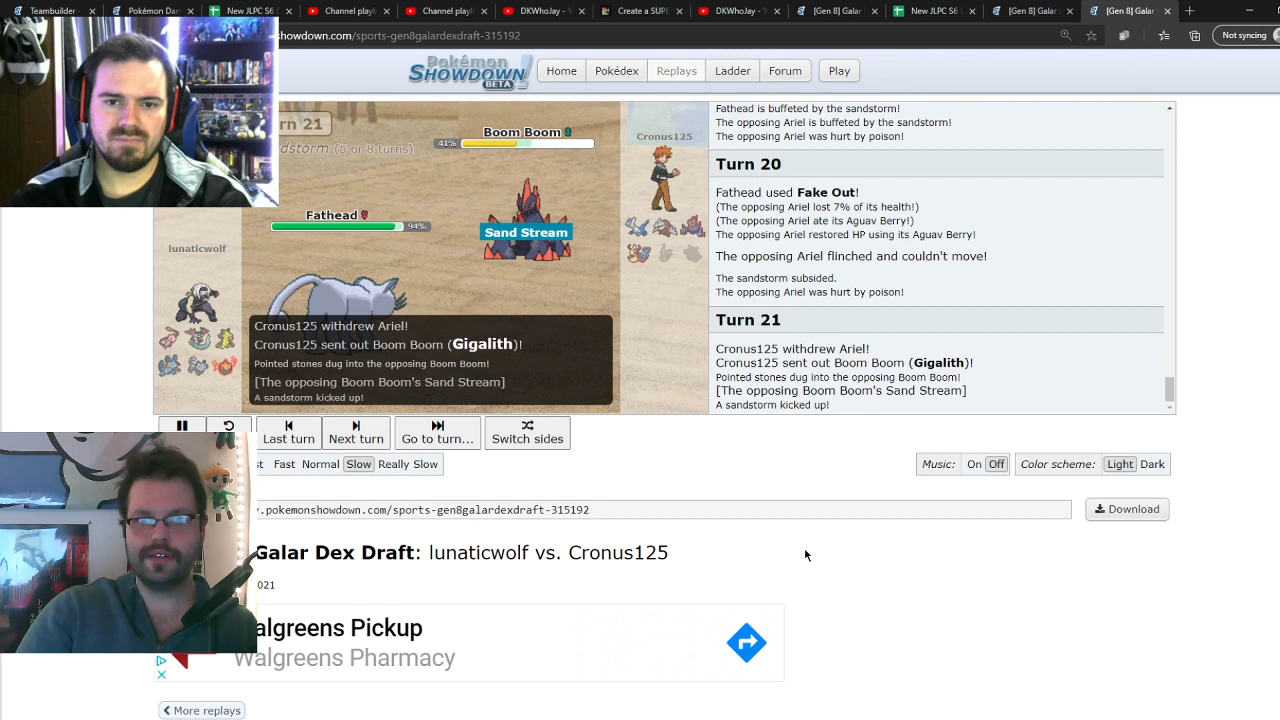 Teambuilder -
Pokémon Dam
New JLPC S6 D
Channel playli
Channel playli
DKWhoJay - Y
Create a SUPE
DKWhoJay - Y
[Gen 8] Galar
New JLPC S6 D
[Gen 8] Galar
[Gen 8] Galar
howdown.com/sports-gen8galardexdraft-315192
Not syncing
Pokémon
SHOWDOWN!
BETA
Home
Pokédex
Replays
Ladder
Forum
Play
rn 21
dstorm (5 or 8 turns)
Boom Boom
41%
Cronus125
Fathead
94%
Sand Stream
lunaticwolf
Cronus125 withdrew Ariel!
Cronus125 sent out Boom Boom (Gigalith)!
Pointed stones dug into the opposing Boom Boom!
[The opposing Boom Boom's Sand Stream]
A sandstorm kicked up!
Fathead is buffeted by the sandstorm!
The opposing Ariel is buffeted by the sandstorm!
The opposing Ariel was hurt by poison!
Turn 20
Fathead used Fake Out!
(The opposing Ariel lost 7% of its health!)
(The opposing Ariel ate its Aguav Berry!)
The opposing Ariel restored HP using its Aguav Berry!
The opposing Ariel flinched and couldn't move!
The sandstorm subsided.
The opposing Ariel was hurt by poison!
Turn 21
Cronus125 withdrew Ariel!
Cronus125 sent out Boom Boom (Gigalith)!
Pointed stones dug into the opposing Boom Boom!
[The opposing Boom Boom's Sand Stream]
A sandstorm kicked up!
Last turn
Next turn
Go to turn...
Switch sides
st Fast Normal Slow Really Slow
Music: On Off
Color scheme: Light Dark
y.pokemonshowdown.com/sports-gen8galardexdraft-315192
Download
Galar Dex Draft: lunaticwolf vs. Cronus125
021
algreens Pickup
Walgreens Pharmacy
More replays